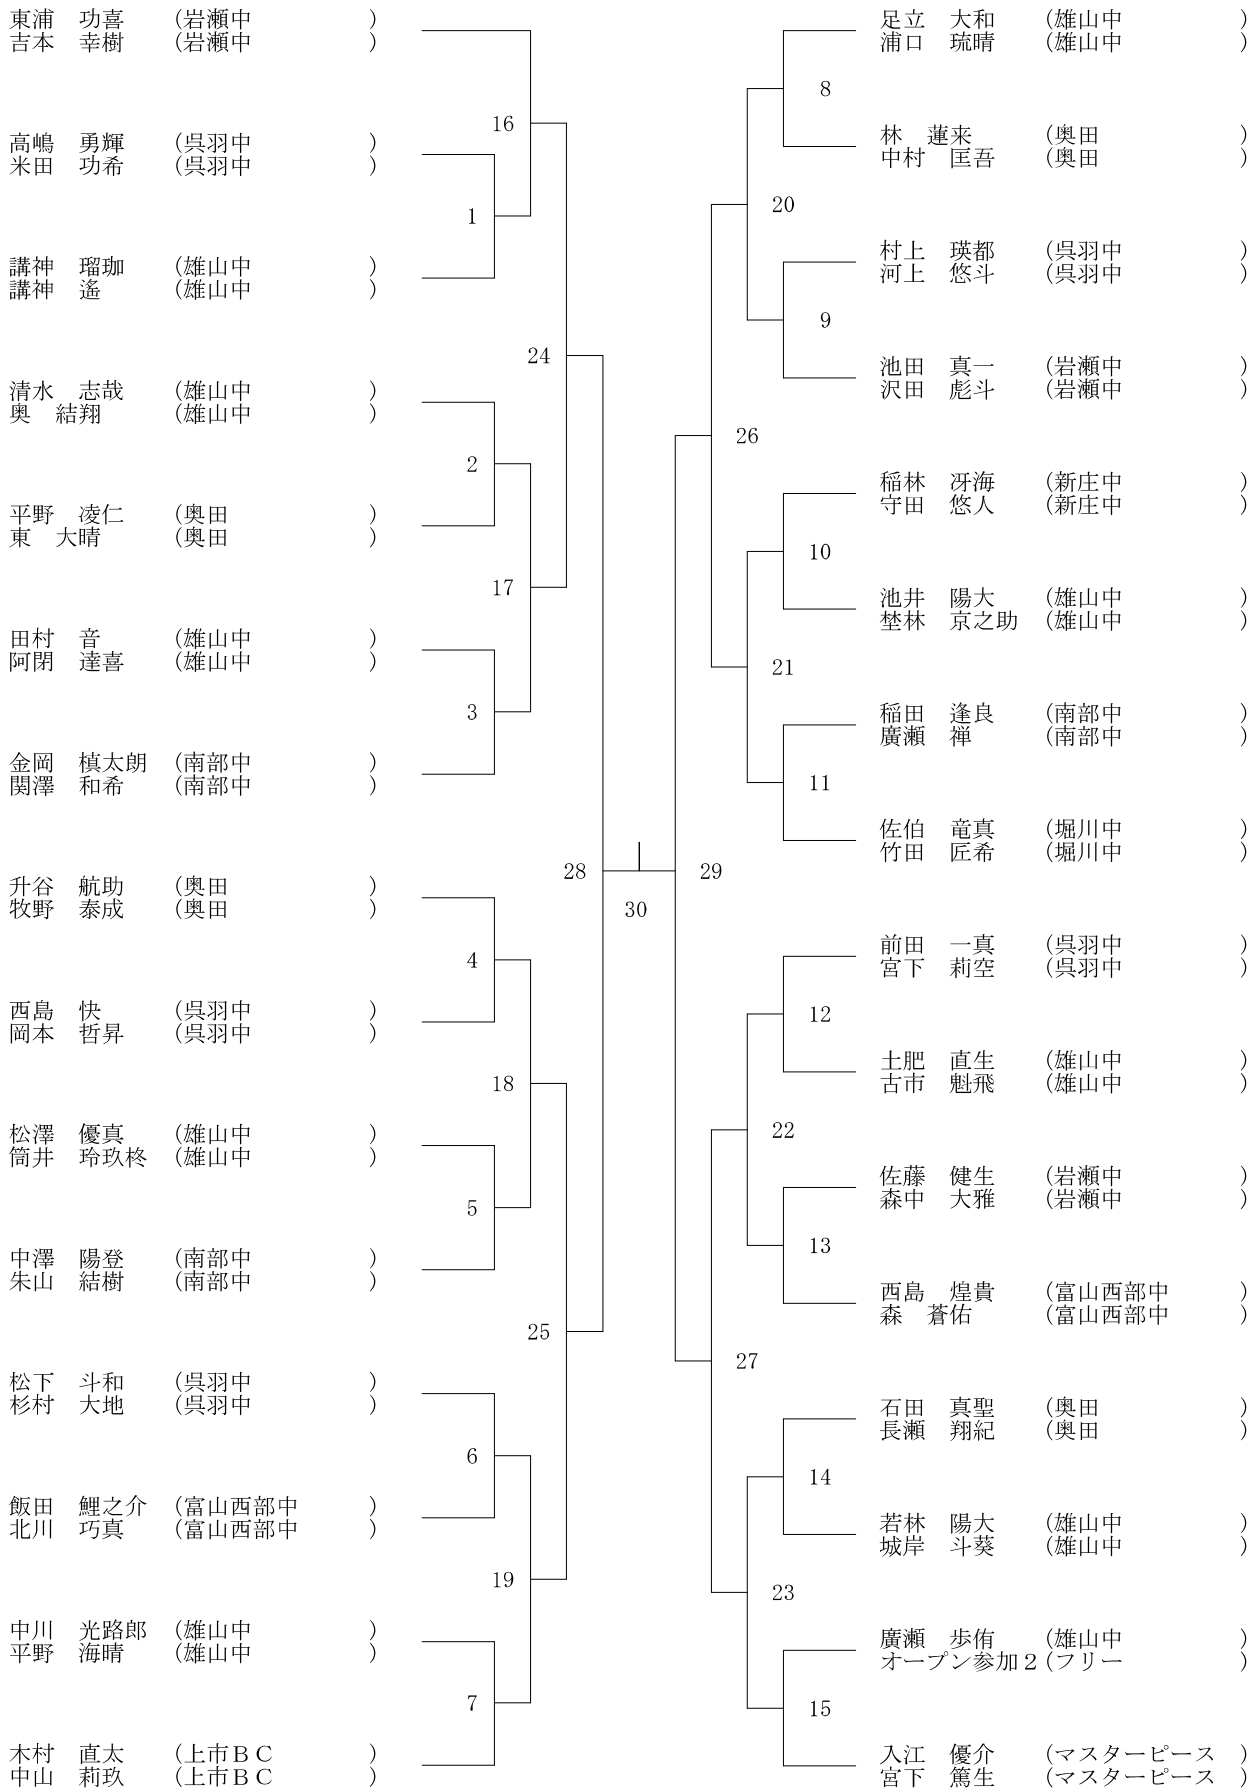 東浦　功喜　（岩瀬中　）
吉本　幸樹　（岩瀬中　）
16
高嶋　勇輝　（呉羽中　）
米田　功希　（呉羽中　）
1
講神　瑠珈　（雄山中　）
講神　遙　（雄山中　）
24
清水　志哉　（雄山中　）
奥　結翔　（雄山中　）
2
平野　凌仁　（奥田　）
東　大晴　（奥田　）
17
田村　音　（雄山中　）
阿閉　達喜　（雄山中　）
3
金岡　槙太朗　（南部中　）
関澤　和希　（南部中　）
28
升谷　航助　（奥田　）
牧野　泰成　（奥田　）
4
西島　快　（呉羽中　）
岡本　哲昇　（呉羽中　）
18
松澤　優真　（雄山中　）
筒井　玲玖柊　（雄山中　）
5
中澤　陽登　（南部中　）
朱山　結樹　（南部中　）
25
松下　斗和　（呉羽中　）
杉村　大地　（呉羽中　）
6
飯田　鯉之介　（富山西部中　）
北川　巧真　（富山西部中　）
19
中川　光路郎　（雄山中　）
平野　海晴　（雄山中　）
7
木村　直太　（上市ＢＣ　）
中山　莉玖　（上市ＢＣ　）
30
足立　大和　（雄山中　）
浦口　琉晴　（雄山中　）
8
林　蓮来　（奥田　）
中村　匡吾　（奥田　）
20
村上　瑛都　（呉羽中　）
河上　悠斗　（呉羽中　）
9
池田　真一　（岩瀬中　）
沢田　彪斗　（岩瀬中　）
26
稲林　冴海　（新庄中　）
守田　悠人　（新庄中　）
10
池井　陽大　（雄山中　）
埜林　京之助　（雄山中　）
21
稲田　逢良　（南部中　）
廣瀬　禅　（南部中　）
11
佐伯　竜真　（堀川中　）
竹田　匠希　（堀川中　）
29
前田　一真　（呉羽中　）
宮下　莉空　（呉羽中　）
12
土肥　直生　（雄山中　）
古市　魁飛　（雄山中　）
22
佐藤　健生　（岩瀬中　）
森中　大雅　（岩瀬中　）
13
西島　煌貴　（富山西部中　）
森　蒼佑　（富山西部中　）
27
石田　真聖　（奥田　）
長瀬　翔紀　（奥田　）
14
若林　陽大　（雄山中　）
城岸　斗葵　（雄山中　）
23
廣瀬　歩侑　（雄山中　）
オープン参加２（フリー　）
15
入江　優介　（マスターピース　）
宮下　篤生　（マスターピース　）